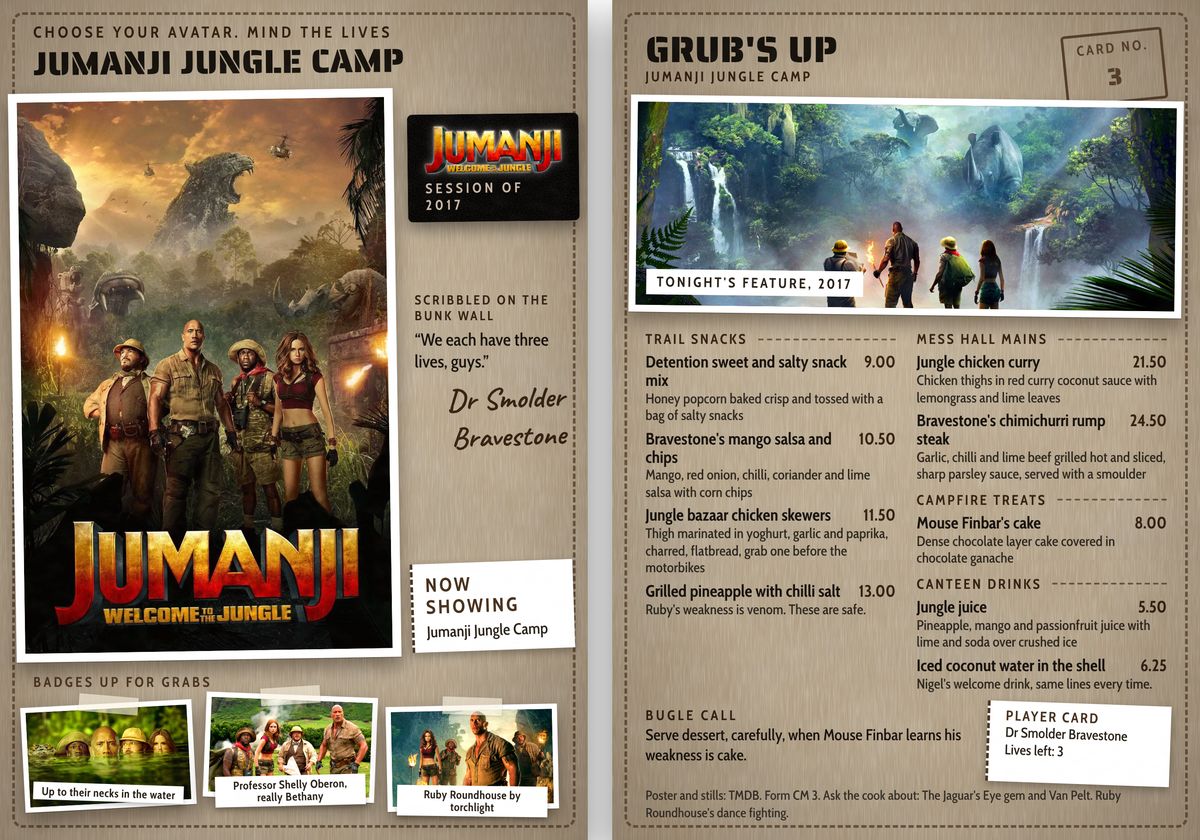 CHOOSE YOUR AVATAR. MIND THE LIVES
JUMANJI JUNGLE CAMP
JUMANJI
WELCOME TO THE JUNGLE
SESSION OF
2017
SCRIBBLED ON THE
BUNK WALL
“We each have three
lives, guys.”
Dr Smolder
Bravestone
JUMANJI
WELCOME TO THE JUNGLE
NOW
SHOWING
Jumanji Jungle Camp
BADGES UP FOR GRABS
Up to their necks in the water
Professor Shelly Oberon,
really Bethany
Ruby Roundhouse by
torchlight
GRUB'S UP
JUMANJI JUNGLE CAMP
CARD NO.
3
TONIGHT'S FEATURE, 2017
TRAIL SNACKS
Detention sweet and salty snack 9.00
mix
Honey popcorn baked crisp and tossed with a
bag of salty snacks
Bravestone's mango salsa and 10.50
chips
Mango, red onion, chilli, coriander and lime
salsa with corn chips
Jungle bazaar chicken skewers 11.50
Thigh marinated in yoghurt, garlic and paprika,
charred, flatbread, grab one before the
motorbikes
Grilled pineapple with chilli salt 13.00
Ruby's weakness is venom. These are safe.
MESS HALL MAINS
Jungle chicken curry 21.50
Chicken thighs in red curry coconut sauce with
lemongrass and lime leaves
Bravestone's chimichurri rump 24.50
steak
Garlic, chilli and lime beef grilled hot and sliced,
sharp parsley sauce, served with a smoulder
CAMPFIRE TREATS
Mouse Finbar's cake 8.00
Dense chocolate layer cake covered in
chocolate ganache
CANTEEN DRINKS
Jungle juice 5.50
Pineapple, mango and passionfruit juice with
lime and soda over crushed ice
Iced coconut water in the shell 6.25
Nigel's welcome drink, same lines every time.
BUGLE CALL
Serve dessert, carefully, when Mouse Finbar learns his
weakness is cake.
PLAYER CARD
Dr Smolder Bravestone
Lives left: 3
Poster and stills: TMDB. Form CM 3. Ask the cook about: The Jaguar's Eye gem and Van Pelt. Ruby
Roundhouse's dance fighting.